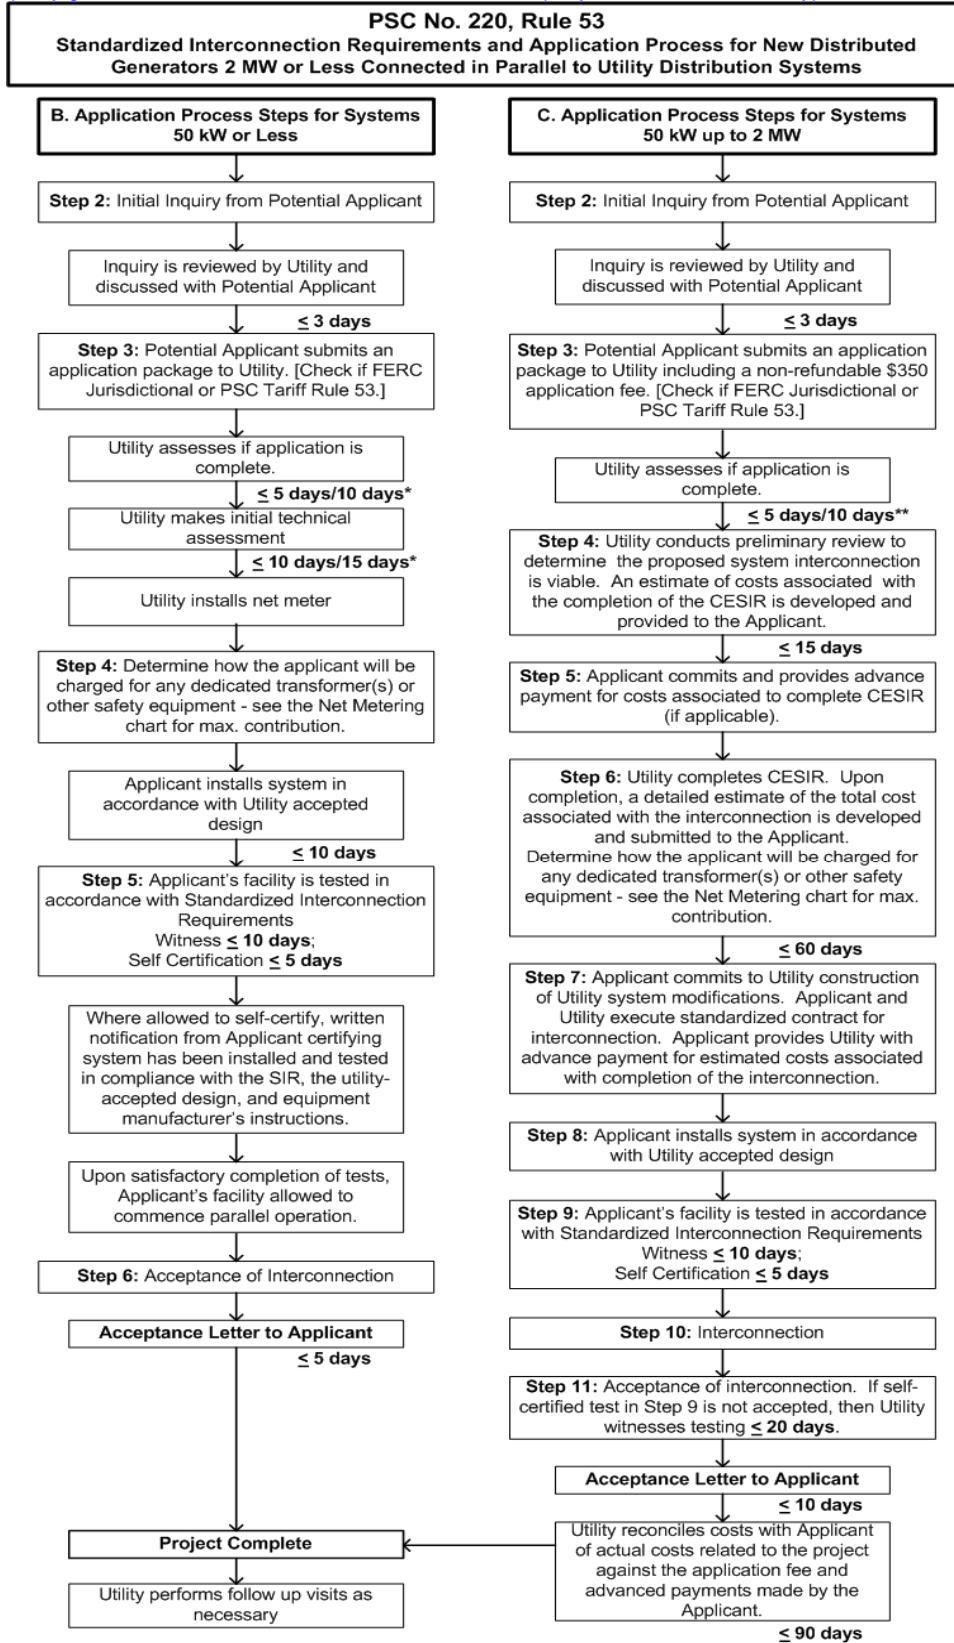 PSC No. 220, Rule 53
Standardized Interconnection Requirements and Application Process for New Distributed
Generators 2 MW or Less Connected in Parallel to Utility Distribution Systems
B. Application Process Steps for Systems
50 kW or Less
Step 2: Initial Inquiry from Potential Applicant
Inquiry is reviewed by Utility and
discussed with Potential Applicant
≤ 3 days
Step 3: Potential Applicant submits an
application package to Utility. [Check if FERC
Jurisdictional or PSC Tariff Rule 53.]
Utility assesses if application is
complete.
≤ 5 days/10 days*
Utility makes initial technical
assessment
≤ 10 days/15 days*
Utility installs net meter
Step 4: Determine how the applicant will be
charged for any dedicated transformer(s) or
other safety equipment - see the Net Metering
chart for max. contribution.
Applicant installs system in
accordance with Utility accepted
design
≤ 10 days
Step 5: Applicant's facility is tested in
accordance with Standardized Interconnection
Requirements
Witness ≤ 10 days;
Self Certification ≤ 5 days
Where allowed to self-certify, written
notification from Applicant certifying
system has been installed and tested
in compliance with the SIR, the utility-
accepted design, and equipment
manufacturer's instructions.
Upon satisfactory completion of tests,
Applicant's facility allowed to
commence parallel operation.
Step 6: Acceptance of Interconnection
Acceptance Letter to Applicant
≤ 5 days
Project Complete
Utility performs follow up visits as
necessary
C. Application Process Steps for Systems
50 kW up to 2 MW
Step 2: Initial Inquiry from Potential Applicant
Inquiry is reviewed by Utility and
discussed with Potential Applicant
≤ 3 days
Step 3: Potential Applicant submits an application
package to Utility including a non-refundable $350
application fee. [Check if FERC Jurisdictional or
PSC Tariff Rule 53.]
Utility assesses if application is
complete.
≤ 5 days/10 days**
Step 4: Utility conducts preliminary review to
determine the proposed system interconnection
is viable. An estimate of costs associated with
the completion of the CESIR is developed and
provided to the Applicant.
≤ 15 days
Step 5: Applicant commits and provides advance
payment for costs associated to complete CESIR
(if applicable).
Step 6: Utility completes CESIR. Upon
completion, a detailed estimate of the total cost
associated with the interconnection is developed
and submitted to the Applicant.
Determine how the applicant will be charged for
any dedicated transformer(s) or other safety
equipment - see the Net Metering chart for max.
contribution.
≤ 60 days
Step 7: Applicant commits to Utility construction
of Utility system modifications. Applicant and
Utility execute standardized contract for
interconnection. Applicant provides Utility with
advance payment for estimated costs associated
with completion of the interconnection.
Step 8: Applicant installs system in accordance
with Utility accepted design
Step 9: Applicant's facility is tested in accordance
with Standardized Interconnection Requirements
Witness ≤ 10 days;
Self Certification ≤ 5 days
Step 10: Interconnection
Step 11: Acceptance of interconnection. If self-
certified test in Step 9 is not accepted, then Utility
witnesses testing ≤ 20 days.
Acceptance Letter to Applicant
≤ 10 days
Utility reconciles costs with Applicant
of actual costs related to the project
against the application fee and
advanced payments made by the
Applicant.
≤ 90 days